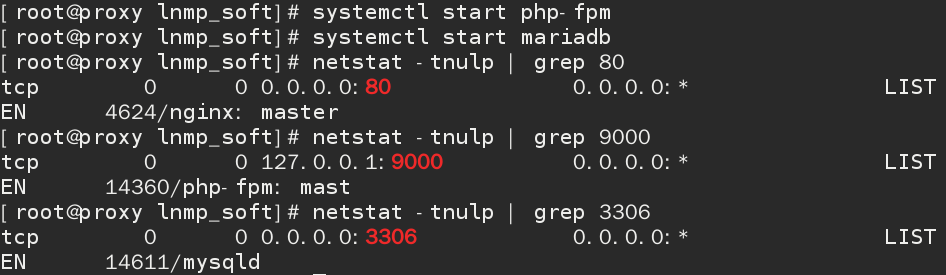 [root@proxy lnmp_soft]# systemctl start php-fpm
[root@proxy lnmp_soft]# systemctl start mariadb
[root@proxy lnmp_soft]# netstat -tnulp | grep 80
tcp        0      0 0.0.0.0:80              0.0.0.0:*               LIST
EN      4624/nginx: master
[root@proxy lnmp_soft]# netstat -tnulp | grep 9000
tcp        0      0 127.0.0.1:9000          0.0.0.0:*               LIST
EN      14360/php-fpm: mast
[root@proxy lnmp_soft]# netstat -tnulp | grep 3306
tcp        0      0 0.0.0.0:3306            0.0.0.0:*               LIST
EN      14611/mysqld